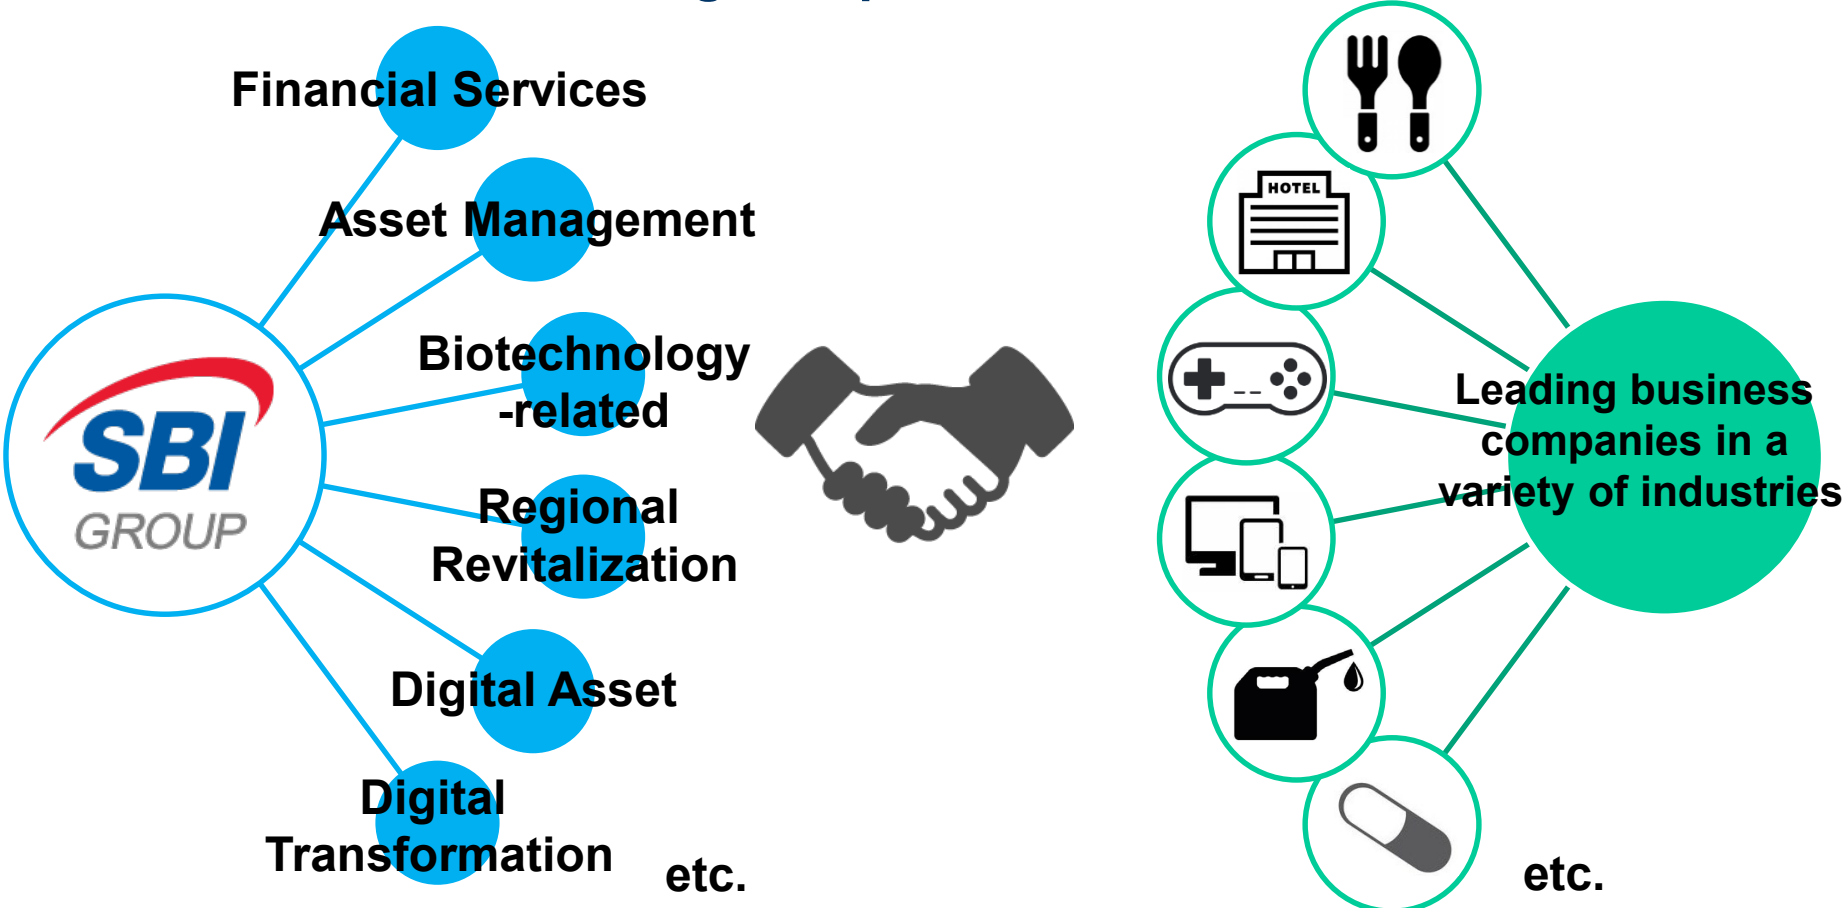 Financial Services
Asset Management
Biotechnology
-related
Regional
Revitalization
Digital Asset
Digital
Transformation
etc.
SBI
GROUP
HOTEL
Leading business
companies in a
variety of industries
etc.